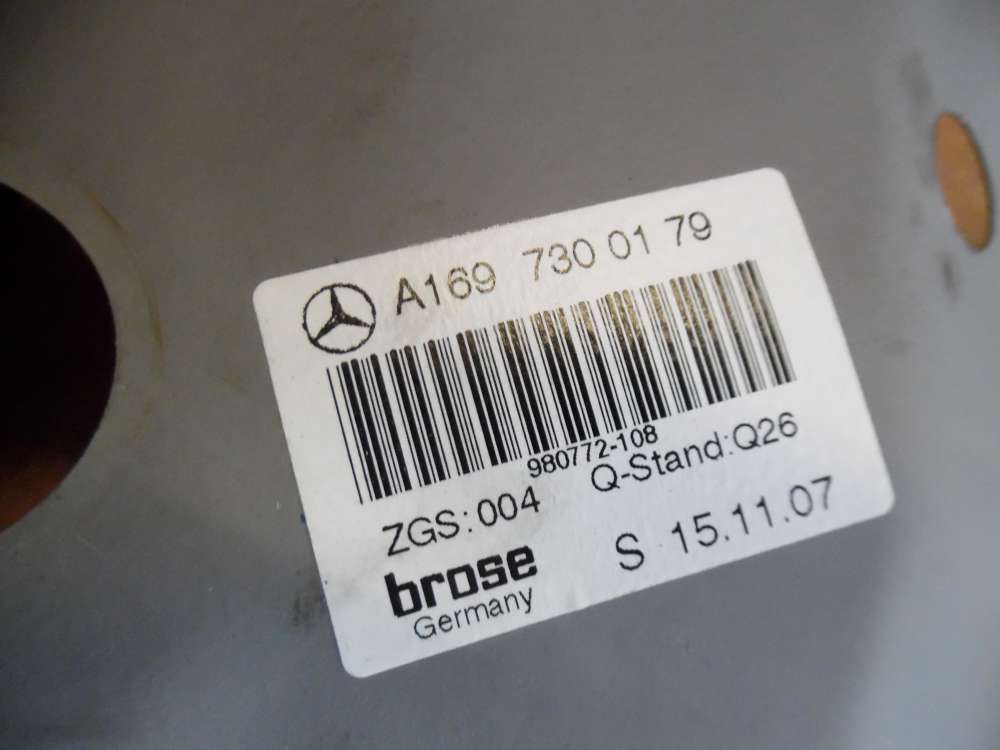 A169 730 01 79
980772-108
ZGS:004 Q-Stand:Q26
brose S 15.11.07
Germany